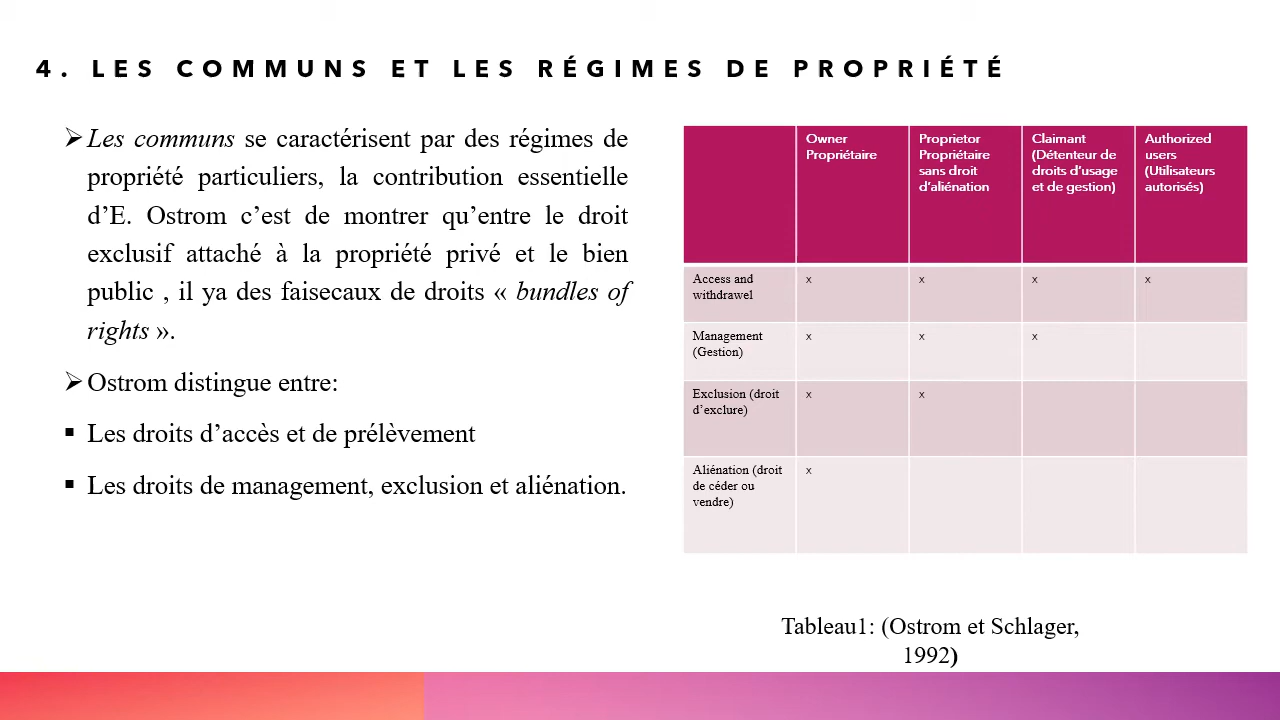 4. LES COMMUNS ET LES RÉGIMES DE PROPRIÉTÉ
➢Les communs se caractérisent par des régimes de
propriété particuliers, la contribution essentielle
d’E. Ostrom c’est de montrer qu’entre le droit
exclusif attaché à la propriété privé et le bien
public , il ya des faisecaux de droits « bundles of
rights ».
➢Ostrom distingue entre:
▪ Les droits d’accès et de prélèvement
▪ Les droits de management, exclusion et aliénation.
Owner
Propriétaire
Proprietor
Propriétaire
sans droit
d’aliénation
Claimant
(Détenteur de
droits d’usage
et de gestion)
Authorized
users
(Utilisateurs
autorisés)
Access and
withdrawel
x x x x
Management
(Gestion)
x x x
Exclusion (droit
d’exclure)
x x
Aliénation (droit
de céder ou
vendre)
x
Tableau1: (Ostrom et Schlager,
1992)